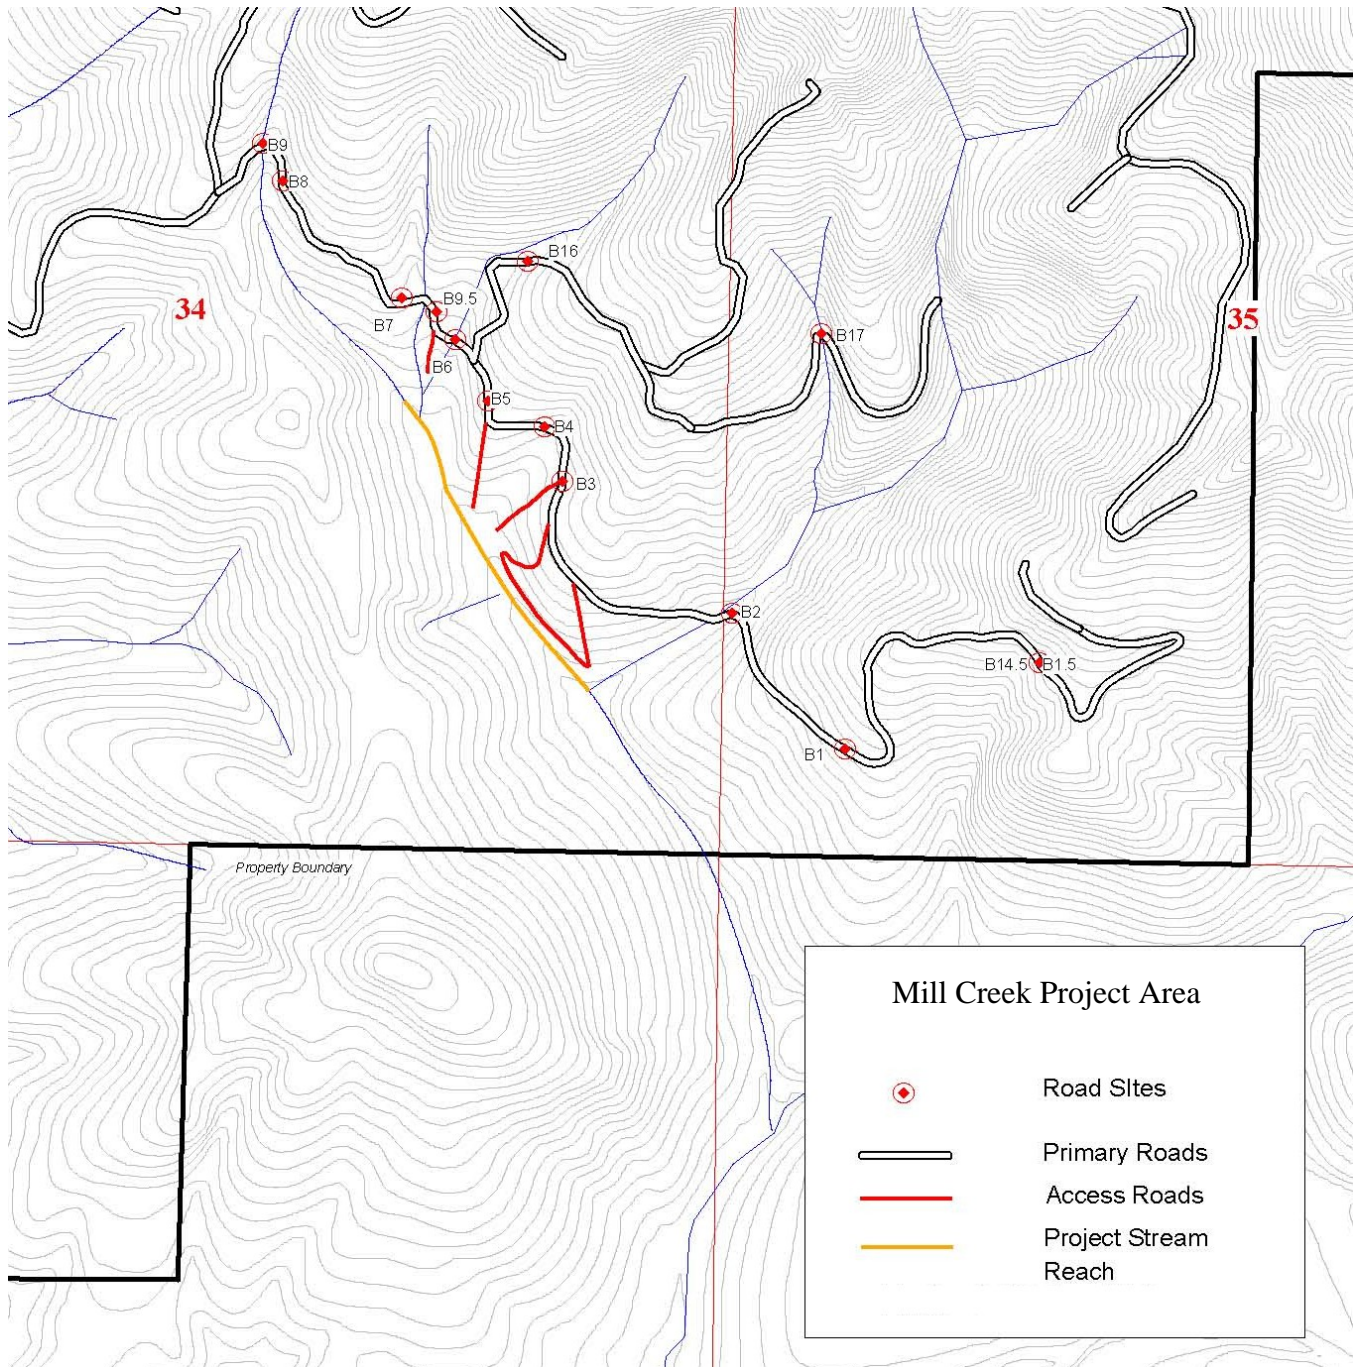 B9
B8
B16
34
B9.5
B7
35
B17
B6
B5
B4
B3
B2
B14.5 B1.5
B1
Property Boundary
Mill Creek Project Area
Road SItes
Primary Roads
Access Roads
Project Stream
Reach